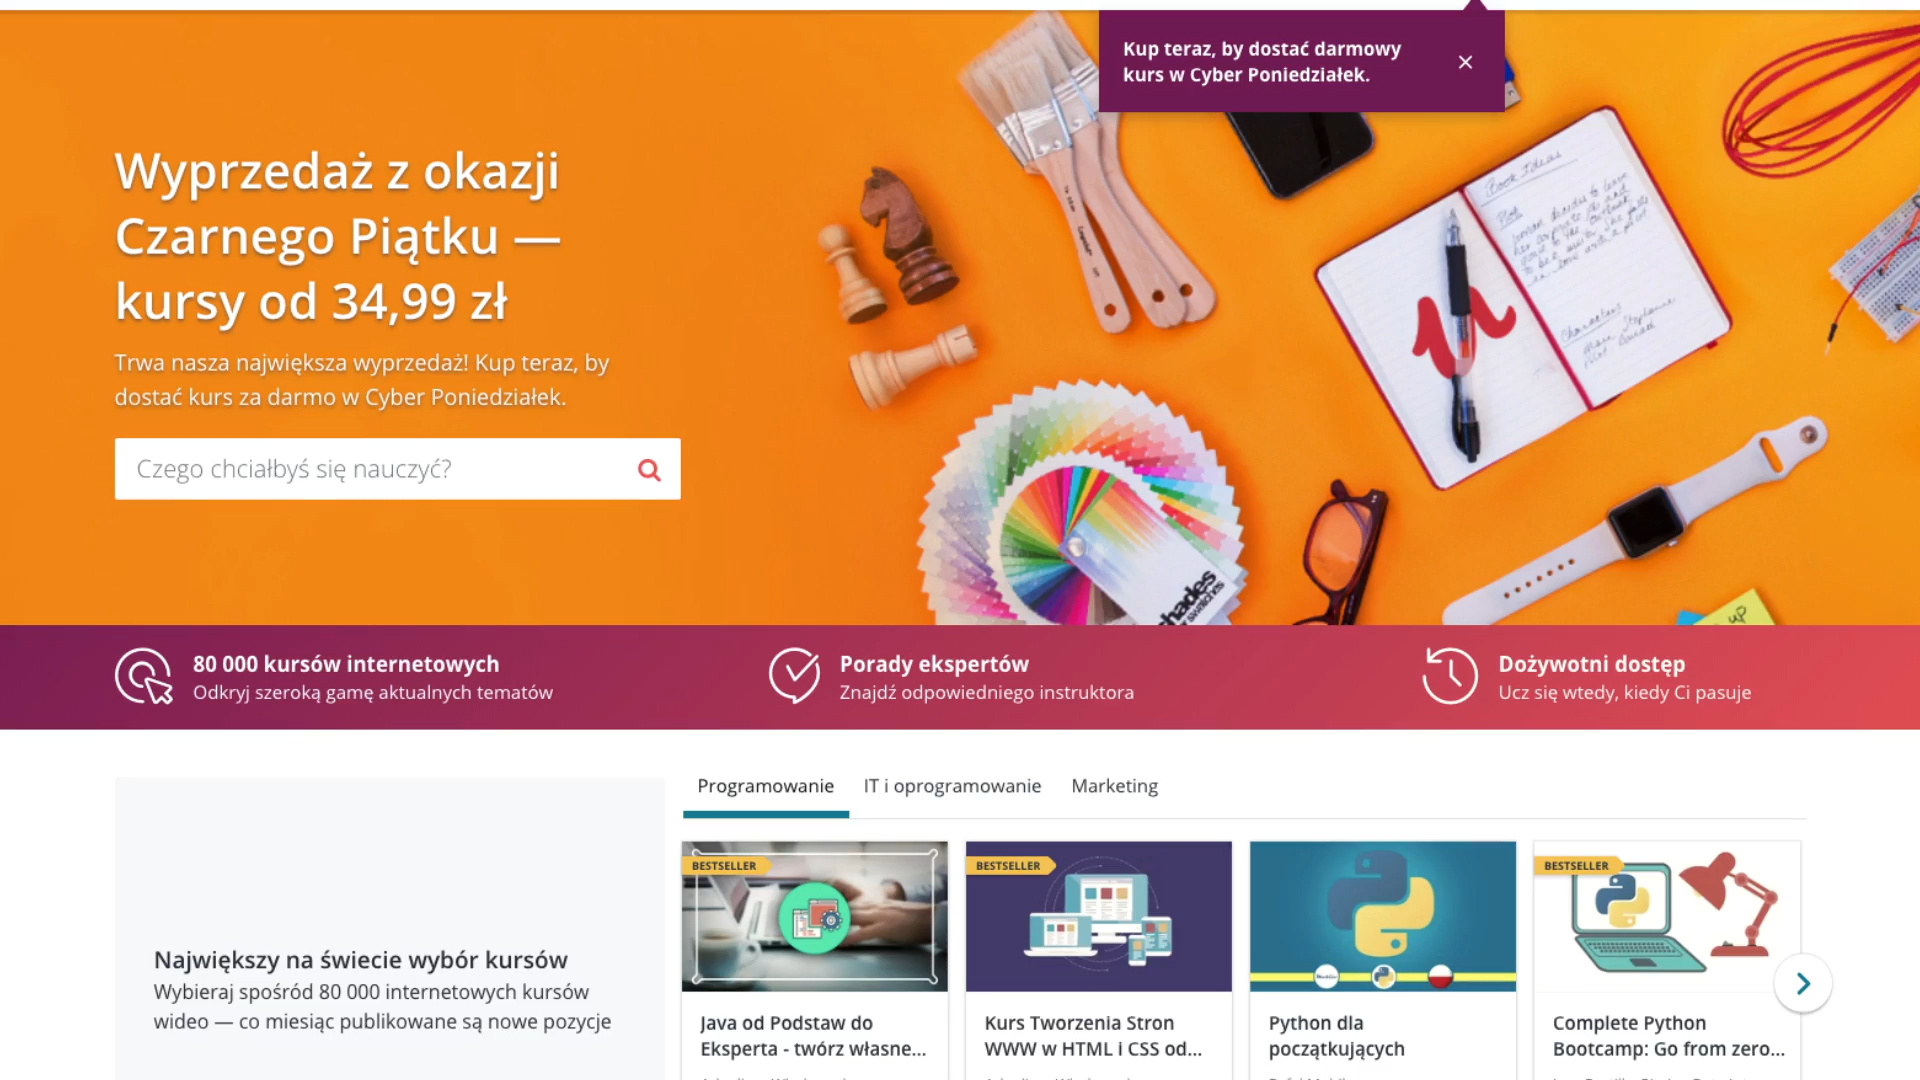 Kup teraz, by dostać darmowy
kurs w Cyber Poniedziałek.
Wyprzedaż z okazji
Czarnego Piątku —
kursy od 34,99 zł
Trwa nasza największa wyprzedaż! Kup teraz, by
dostać kurs za darmo w Cyber Poniedziałek.
Czego chciałbyś się nauczyć?
Book Ideas
Plot
hades
up
80 000 kursów internetowych
Odkryj szeroką gamę aktualnych tematów
Porady ekspertów
Znajdź odpowiedniego instruktora
Dożywotni dostęp
Ucz się wtedy, kiedy Ci pasuje
Największy na świecie wybór kursów
Wybieraj spośród 80 000 internetowych kursów
wideo — co miesiąc publikowane są nowe pozycje
Programowanie IT i oprogramowanie Marketing
BESTSELLER
Java od Podstaw do
Eksperta - twórz własne...
BESTSELLER
Kurs Tworzenia Stron
WWW w HTML i CSS od...
Python dla
początkujących
BESTSELLER
Complete Python
Bootcamp: Go from zero...